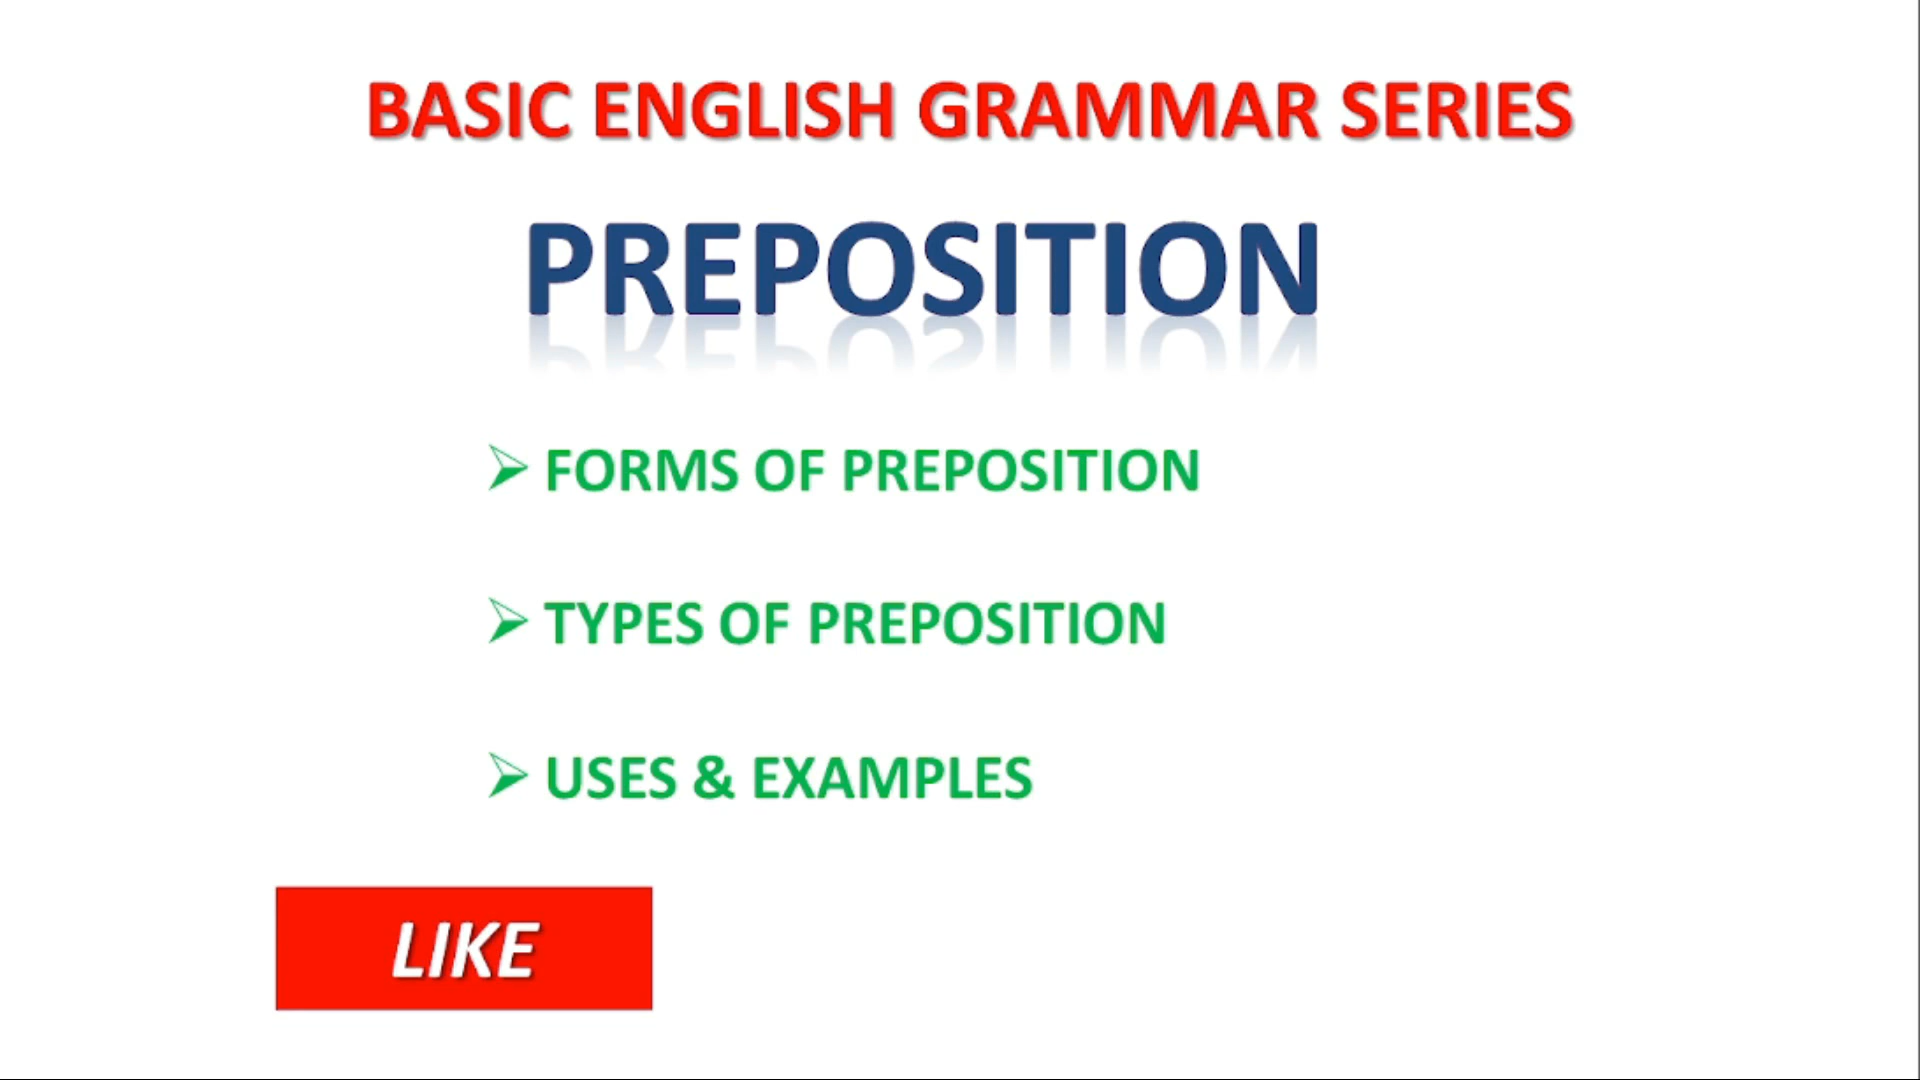 BASIC ENGLISH GRAMMAR SERIES
PREPOSITION
FORMS OF PREPOSITION
TYPES OF PREPOSITION
USES & EXAMPLES
LIKE